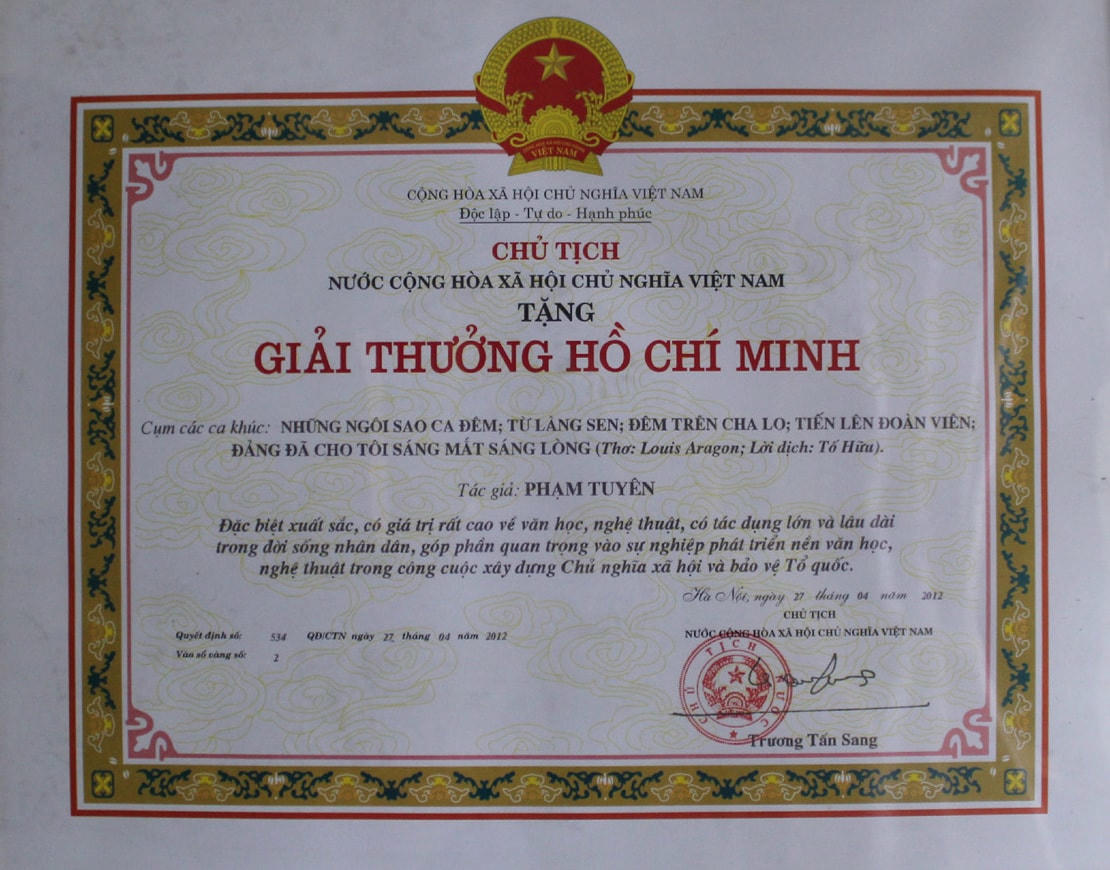 VIỆT NAM
CỘNG HÒA XÃ HỘI CHỦ NGHĨA VIỆT NAM
Độc lập - Tự do - Hạnh phúc
CHỦ TỊCH
NƯỚC CỘNG HÒA XÃ HỘI CHỦ NGHĨA VIỆT NAM
TẶNG
GIẢI THƯỞNG HỒ CHÍ MINH
Cụm các ca khúc: NHỮNG NGÔI SAO CA ĐÊM; TỪ LÀNG SEN; ĐÊM TRÊN CHA LO; TIẾN LÊN ĐOÀN VIÊN;
ĐẢNG ĐÃ CHO TÔI SÁNG MẮT SÁNG LÒNG (Thơ: Louis Aragon; Lời dịch: Tố Hữu).
Tác giả: PHẠM TUYÊN
Đặc biệt xuất sắc, có giá trị rất cao về văn học, nghệ thuật, có tác dụng lớn và lâu dài
trong đời sống nhân dân, góp phần quan trọng vào sự nghiệp phát triển nền văn học,
nghệ thuật trong công cuộc xây dựng Chủ nghĩa xã hội và bảo vệ Tổ quốc.
Hà Nội, ngày 27 tháng 04 năm 2012
CHỦ TỊCH
NƯỚC CỘNG HÒA XÃ HỘI CHỦ NGHĨA VIỆT NAM
Quyết định số: 534 QĐ/CTN ngày 27 tháng 04 năm 2012
Vào sổ vàng số: 2
CHỦ TỊCH NƯỚC
Trương Tấn Sang